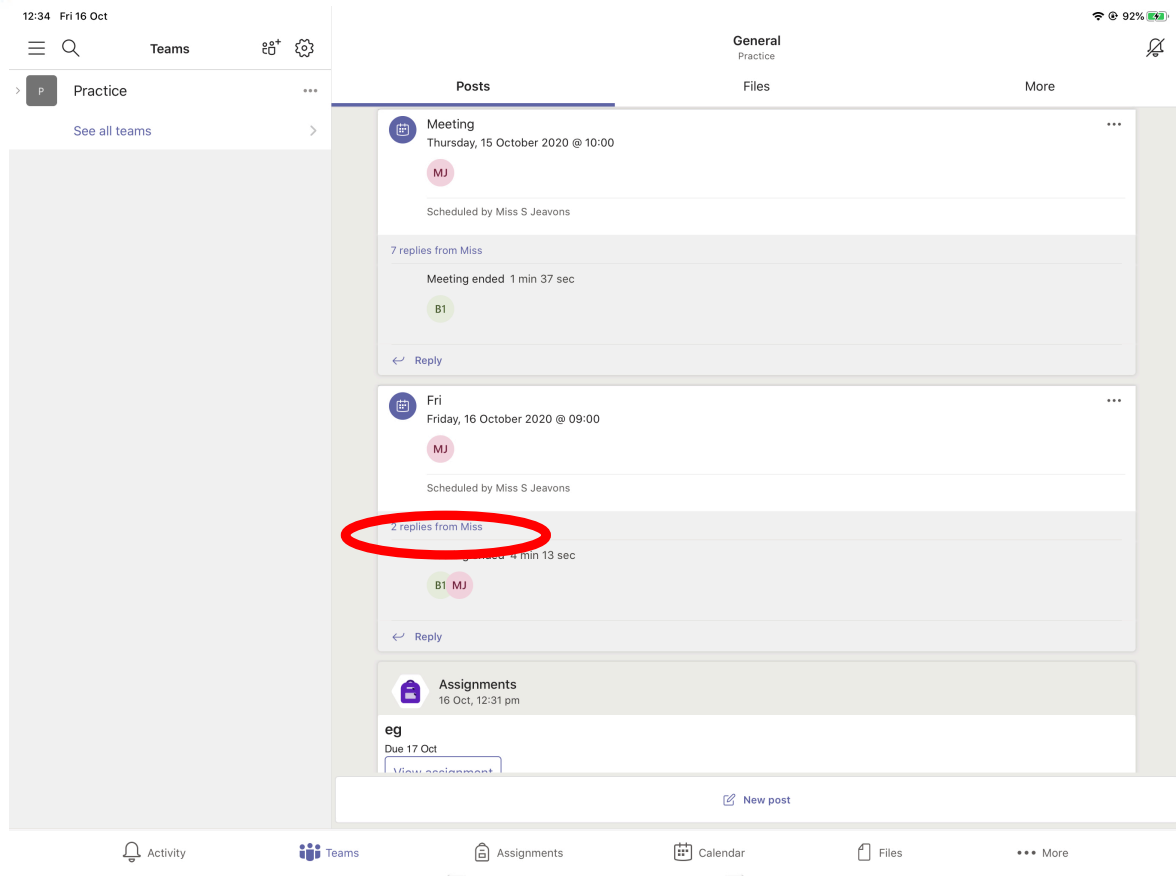 12:34 Fri 16 Oct
92%
Teams
General
Practice
Posts
Files
More
P
Practice
See all teams
Meeting
Thursday, 15 October 2020 @ 10:00
MJ
Scheduled by Miss S Jeavons
7 replies from Miss
Meeting ended 1 min 37 sec
B1
Reply
Fri
Friday, 16 October 2020 @ 09:00
MJ
Scheduled by Miss S Jeavons
2 replies from Miss
ended 4 min 13 sec
B1 MJ
Reply
Assignments
16 Oct, 12:31 pm
eg
Due 17 Oct
View assignment
New post
Activity
Teams
Assignments
Calendar
Files
More